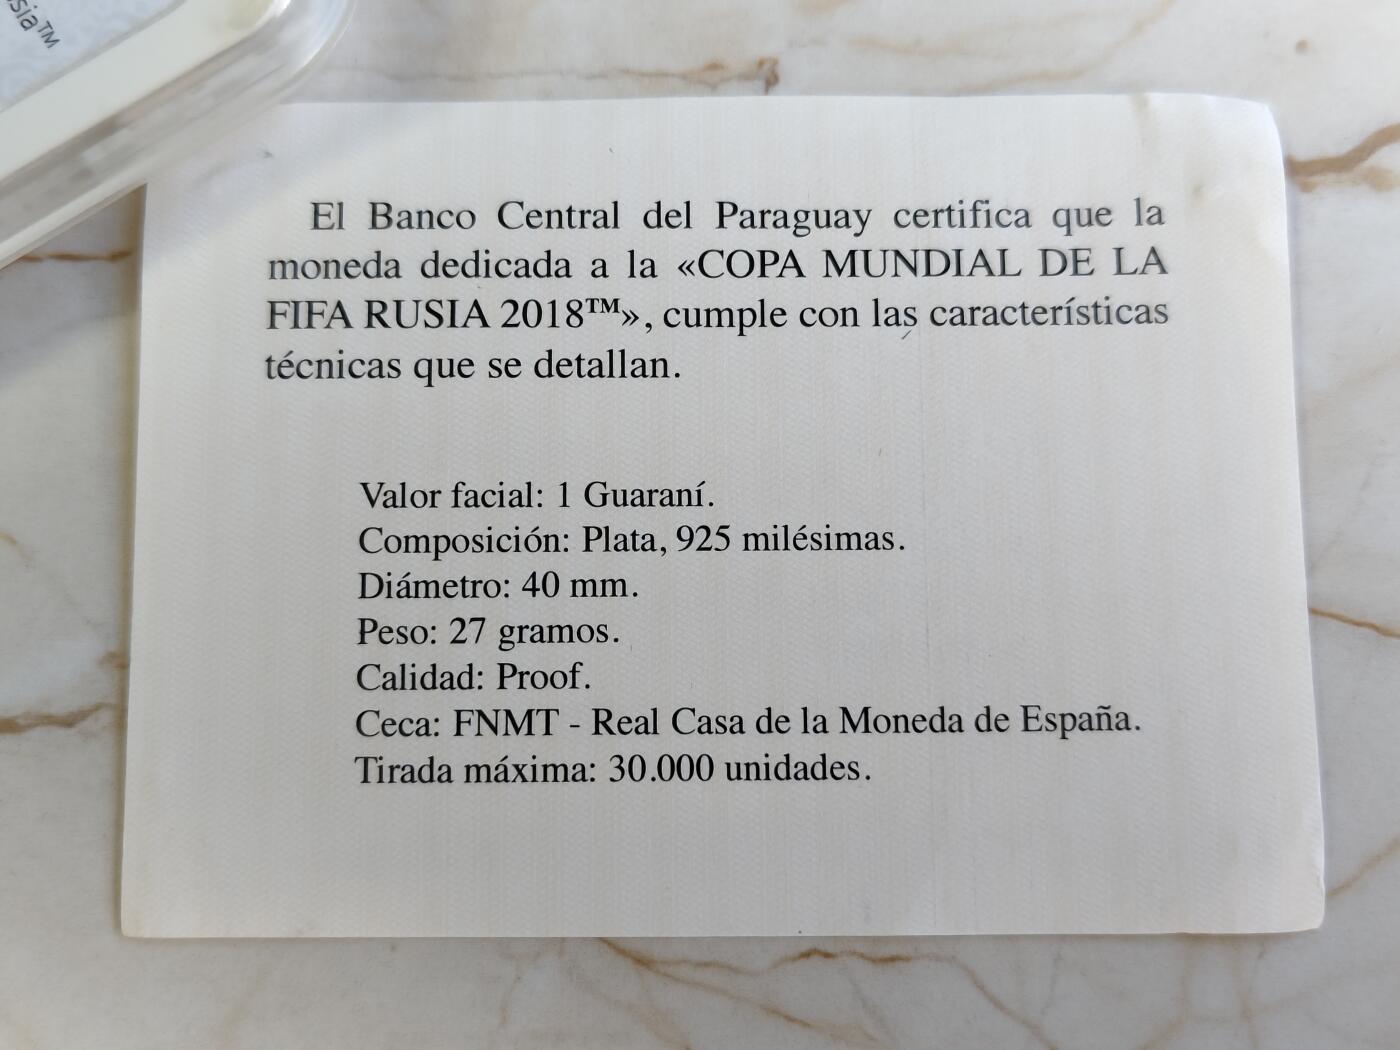 El Banco Central del Paraguay certifica que la
moneda dedicada a la «COPA MUNDIAL DE LA
FIFA RUSIA 2018™», cumple con las características
técnicas que se detallan.
Valor facial: 1 Guaraní.
Composición: Plata, 925 milésimas.
Diámetro: 40 mm.
Peso: 27 gramos.
Calidad: Proof.
Ceca: FNMT - Real Casa de la Moneda de España.
Tirada máxima: 30.000 unidades.